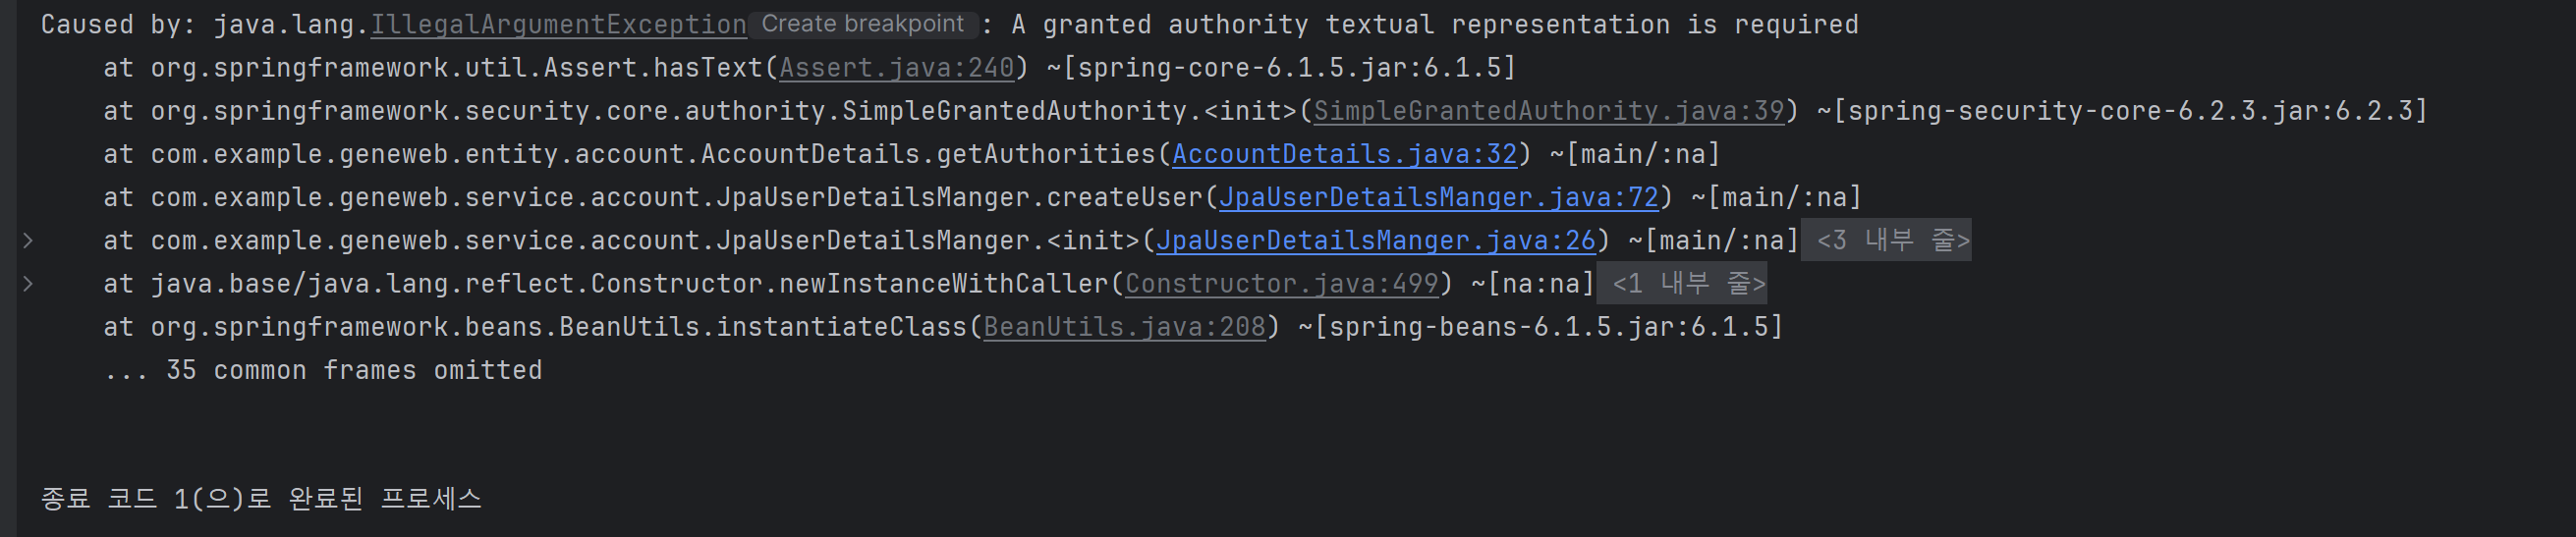 Caused by: java.lang.IllegalArgumentException Create breakpoint : A granted authority textual representation is required
at org.springframework.util.Assert.hasText(Assert.java:240) ~[spring-core-6.1.5.jar:6.1.5]
at org.springframework.security.core.authority.SimpleGrantedAuthority.<init>(SimpleGrantedAuthority.java:39) ~[spring-security-core-6.2.3.jar:6.2.3]
at com.example.geneweb.entity.account.AccountDetails.getAuthorities(AccountDetails.java:32) ~[main/:na]
at com.example.geneweb.service.account.JpaUserDetailsManger.createUser(JpaUserDetailsManger.java:72) ~[main/:na]
at com.example.geneweb.service.account.JpaUserDetailsManger.<init>(JpaUserDetailsManger.java:26) ~[main/:na] <3 내부 줄>
at java.base/java.lang.reflect.Constructor.newInstanceWithCaller(Constructor.java:499) ~[na:na] <1 내부 줄>
at org.springframework.beans.BeanUtils.instantiateClass(BeanUtils.java:208) ~[spring-beans-6.1.5.jar:6.1.5]
... 35 common frames omitted
종료 코드 1(으)로 완료된 프로세스